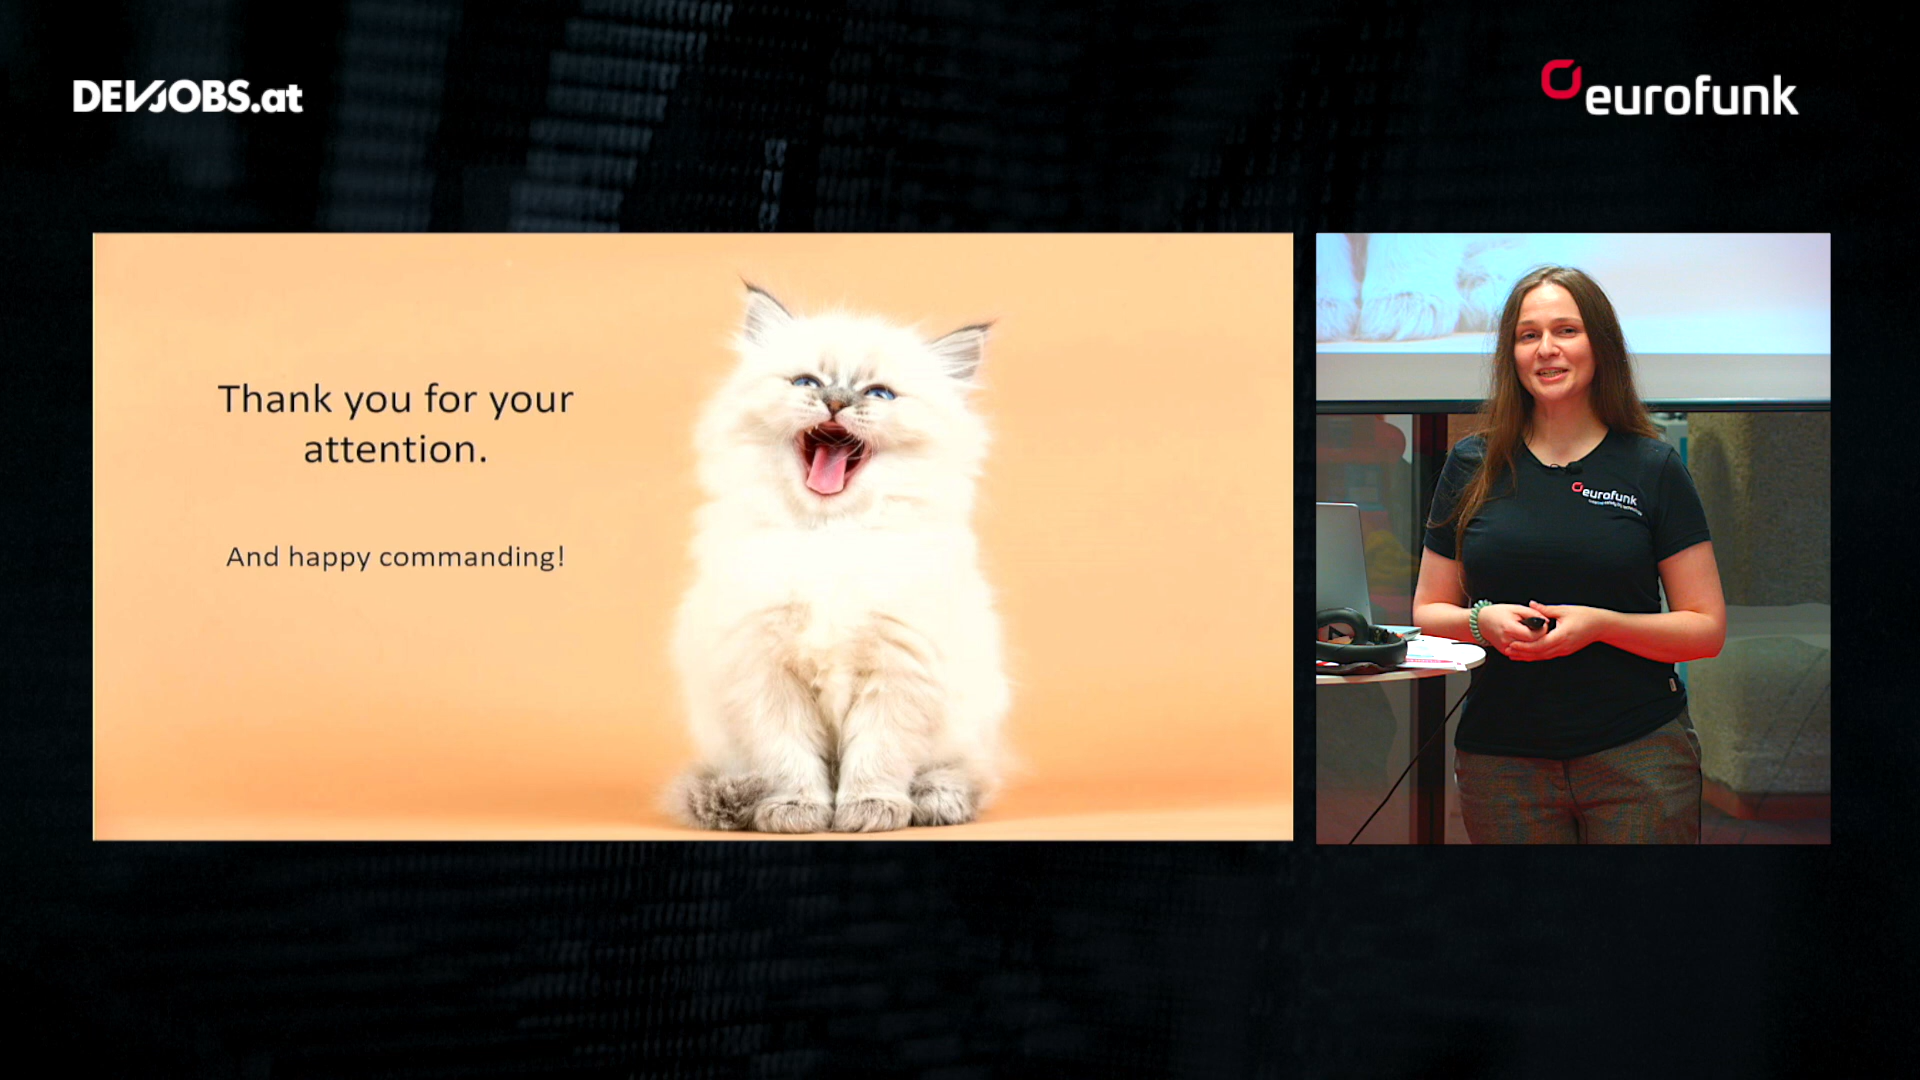 DEVJOBS.at
eurofunk
Thank you for your
attention.
And happy commanding!
eurofunk